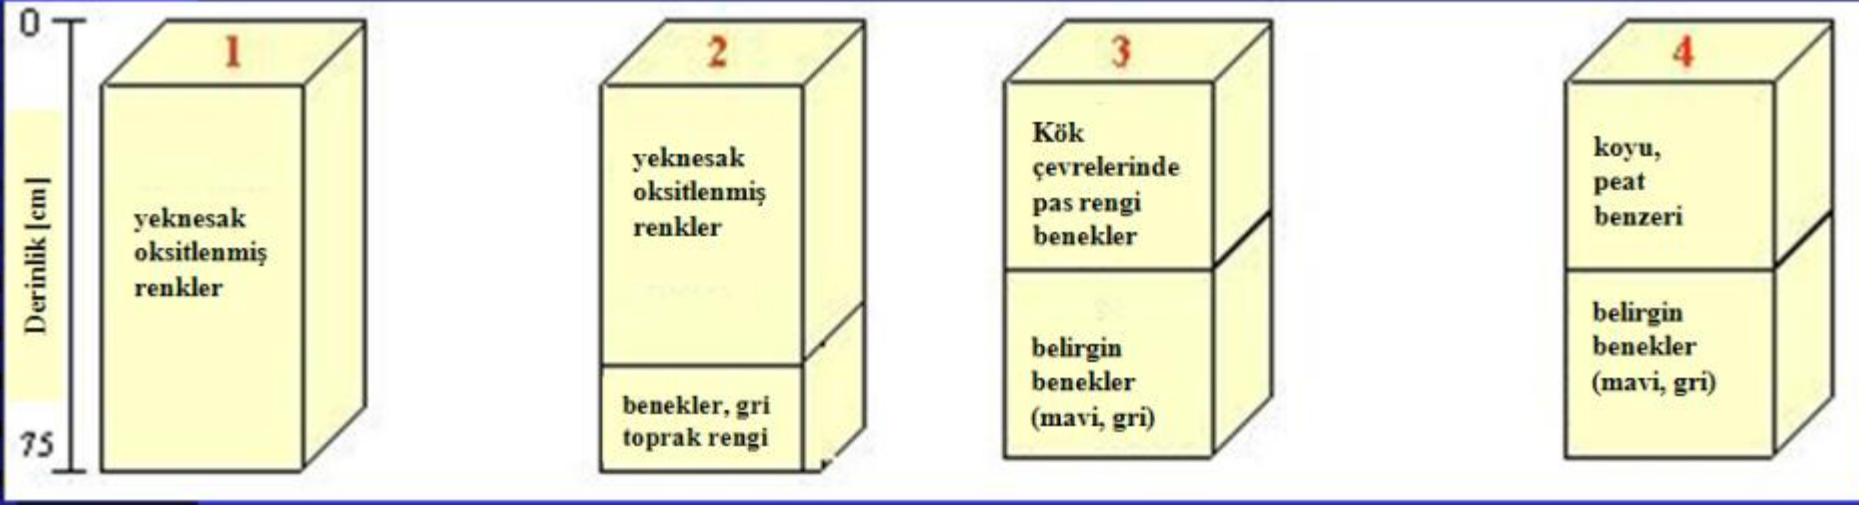 0
Derinlik [cm]
75
1
yeknesak
oksitlenmiş
renkler
2
yeknesak
oksitlenmiş
renkler
benekler, gri
toprak rengi
3
Kök
çevrelerinde
pas rengi
benekler
belirgin
benekler
(mavi, gri)
4
koyu,
peat
benzeri
belirgin
benekler
(mavi, gri)